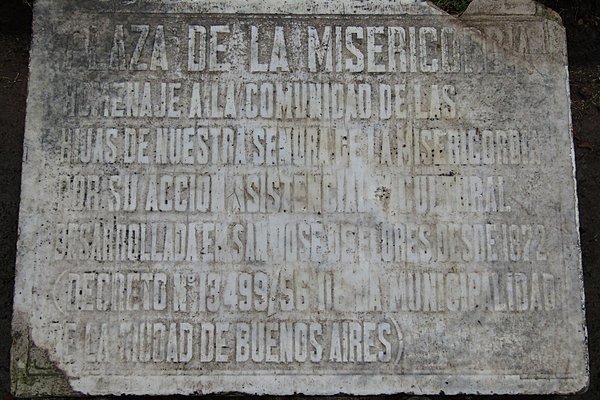 PLAZA DE LA MISERICORDIA
HOMENAJE A LA COMUNIDAD DE LAS
HIJAS DE NUESTRA SEÑORA DE LA MISERICORDIA
POR SU ACCION ASISTENCIAL Y CULTURAL
DESARROLLADA EN SAN JOSE DE FLORES, DESDE 1872
(DECRETO Nº 13499/56 DE LA MUNICIPALIDAD
DE LA CIUDAD DE BUENOS AIRES)